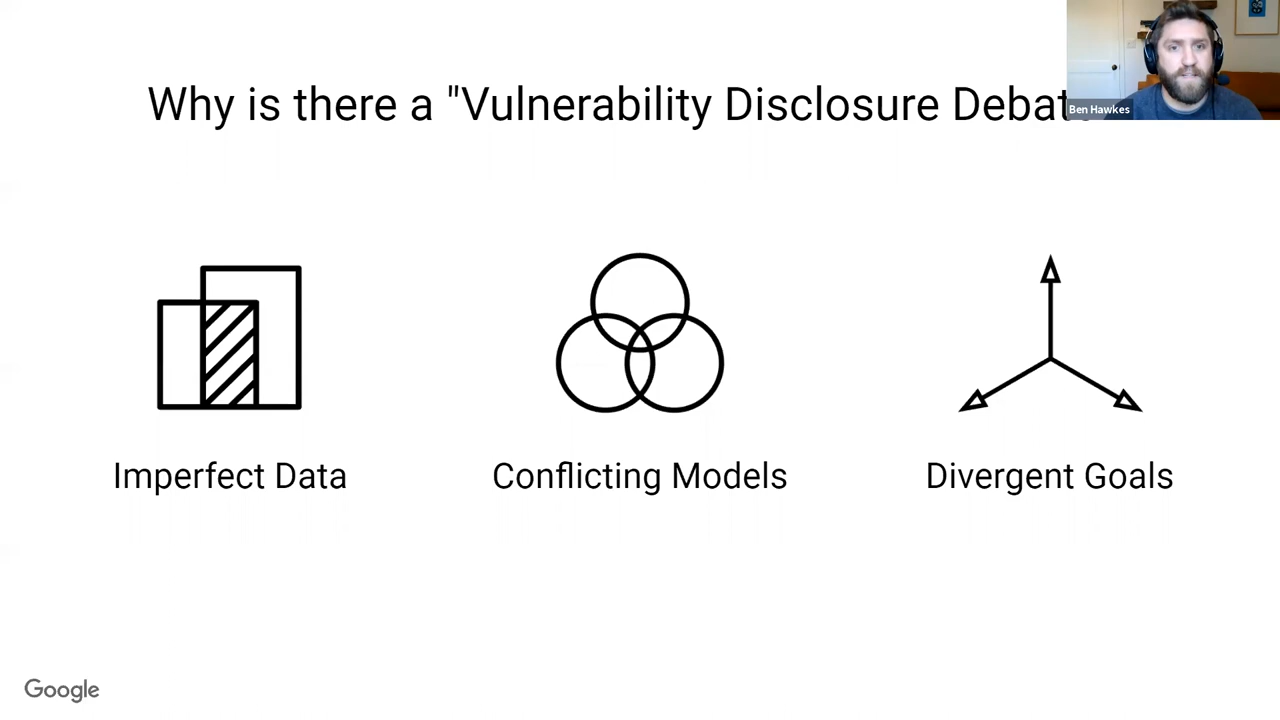 Why is there a "Vulnerability Disclosure Debat
Ben Hawkes
Imperfect Data
Conflicting Models
Divergent Goals
Google